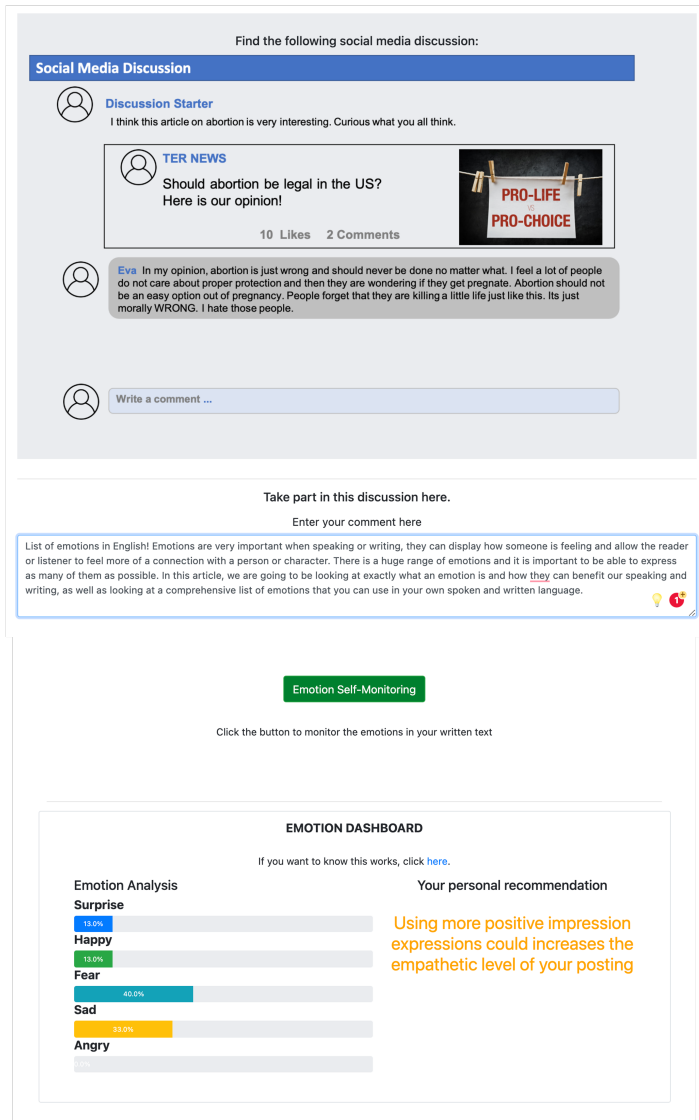 Find the following social media discussion:
Social Media Discussion
Discussion Starter
I think this article on abortion is very interesting. Curious what you all think.
TER NEWS
Should abortion be legal in the US?
Here is our opinion!
10 Likes 2 Comments
PRO-LIFE
VS
PRO-CHOICE
Eva In my opinion, abortion is just wrong and should never be done no matter what. I feel a lot of people
do not care about proper protection and then they are wondering if they get pregnate. Abortion should not
be an easy option out of pregnancy. People forget that they are killing a little life just like this. Its just
morally WRONG. I hate those people.
Write a comment ...
Take part in this discussion here.
Enter your comment here
List of emotions in English! Emotions are very important when speaking or writing, they can display how someone is feeling and allow the reader
or listener to feel more of a connection with a person or character. There is a huge range of emotions and it is important to be able to express
as many of them as possible. In this article, we are going to be looking at exactly what an emotion is and how they can benefit our speaking and
writing, as well as looking at a comprehensive list of emotions that you can use in your own spoken and written language.
1
Emotion Self-Monitoring
Click the button to monitor the emotions in your written text
EMOTION DASHBOARD
If you want to know this works, click here.
Emotion Analysis
Surprise
13.0%
Happy
13.0%
Fear
40.0%
Sad
33.0%
Angry
Your personal recommendation
Using more positive impression
expressions could increases the
empathetic level of your posting